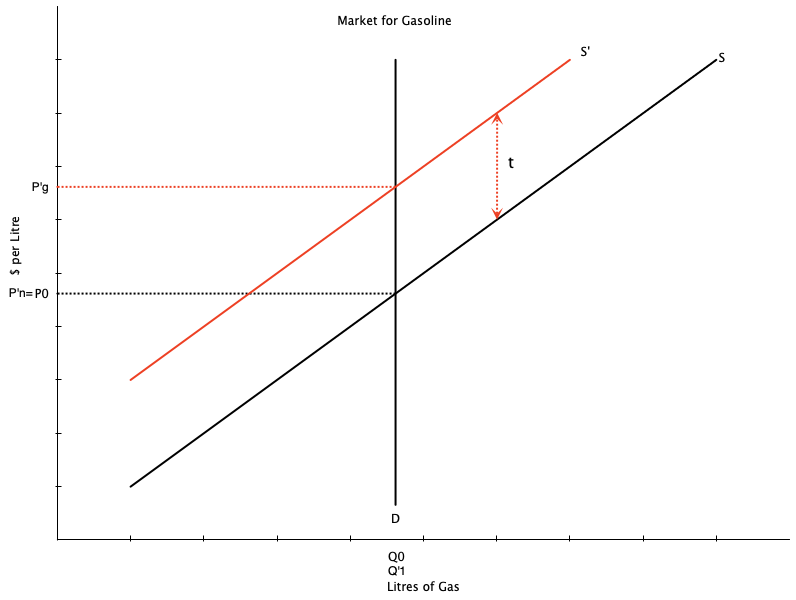 Market for Gasoline
S'
S
t
P'g
$ per Litre
P'n=P0
D
Q0
Q'1
Litres of Gas